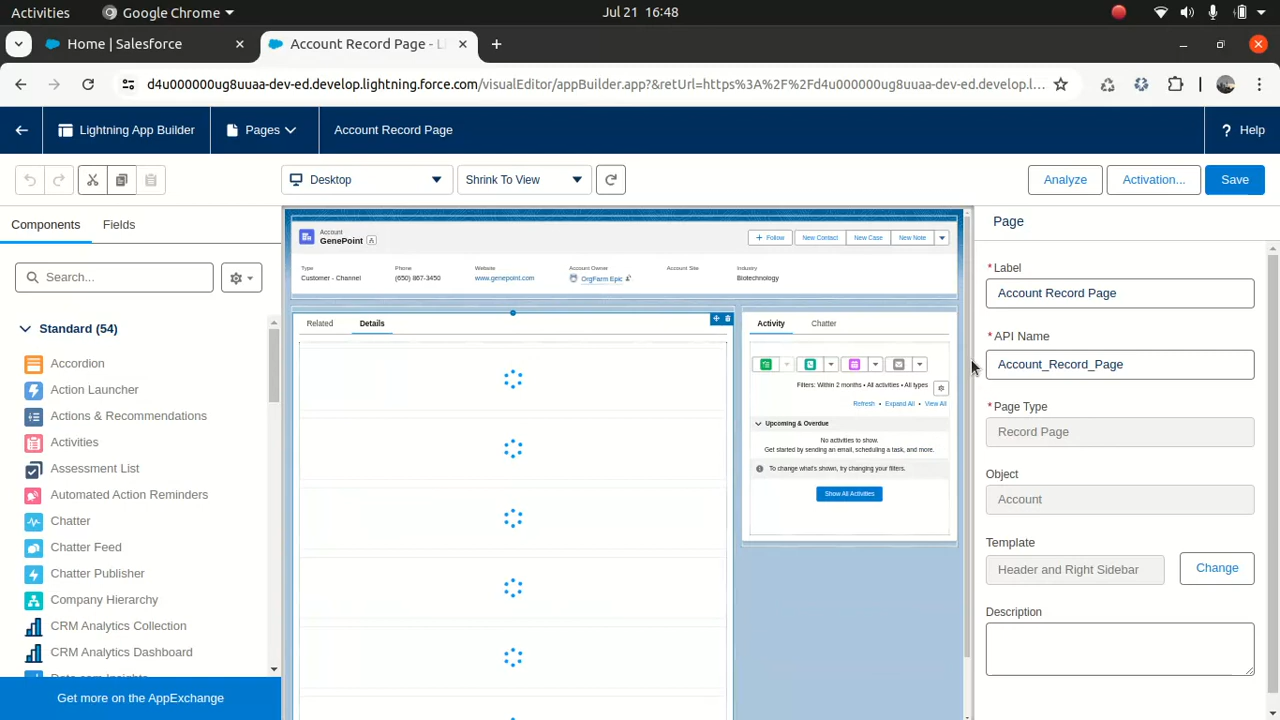 Activities
Google Chrome
Jul 21 16:48
Home | Salesforce
Account Record Page - L
d4u000000ug8uuaa-dev-ed.develop.lightning.force.com/visualEditor/appBuilder.app?&retUrl=https%3A%2F%2Fd4u000000ug8uuaa-dev-ed.develop.l...
Lightning App Builder
Pages
Account Record Page
? Help
Desktop
Shrink To View
Analyze
Activation...
Save
Components
Fields
Search...
Standard (54)
Accordion
Action Launcher
Actions & Recommendations
Activities
Assessment List
Automated Action Reminders
Chatter
Chatter Feed
Chatter Publisher
Company Hierarchy
CRM Analytics Collection
CRM Analytics Dashboard
Data.com Insights
Get more on the AppExchange
Account
GenePoint
+ Follow
New Contact
New Case
New Note
Type
Customer - Channel
Phone
(650) 867-3450
Website
www.genepoint.com
Account Owner
OrgFarm Epic
Account Site
Industry
Biotechnology
Related
Details
Activity
Chatter
Filters: Within 2 months • All activities • All types
Refresh • Expand All • View All
Upcoming & Overdue
No activities to show.
Get started by sending an email, scheduling a task, and more.
To change what's shown, try changing your filters.
Show All Activities
Page
*Label
Account Record Page
*API Name
Account_Record_Page
*Page Type
Record Page
Object
Account
Template
Header and Right Sidebar
Change
Description